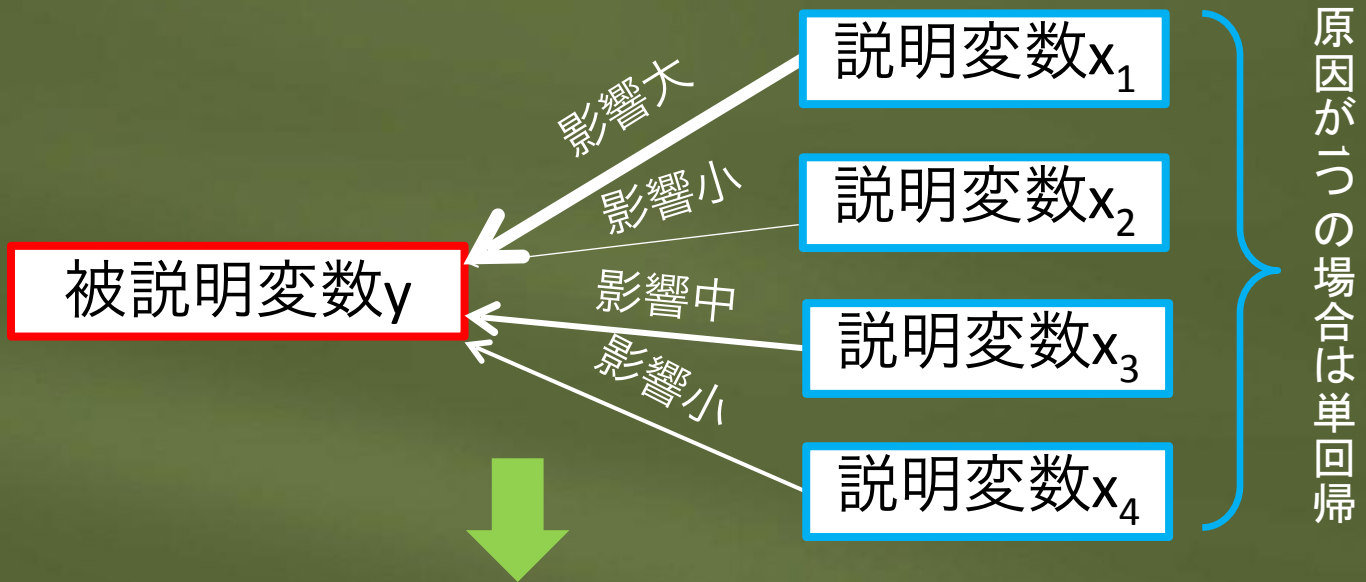 説明変数x₁
影響大
影響小
説明変数x₂
被説明変数y
影響中
説明変数x₃
影響小
説明変数x₄
原因が1つの場合は単回帰